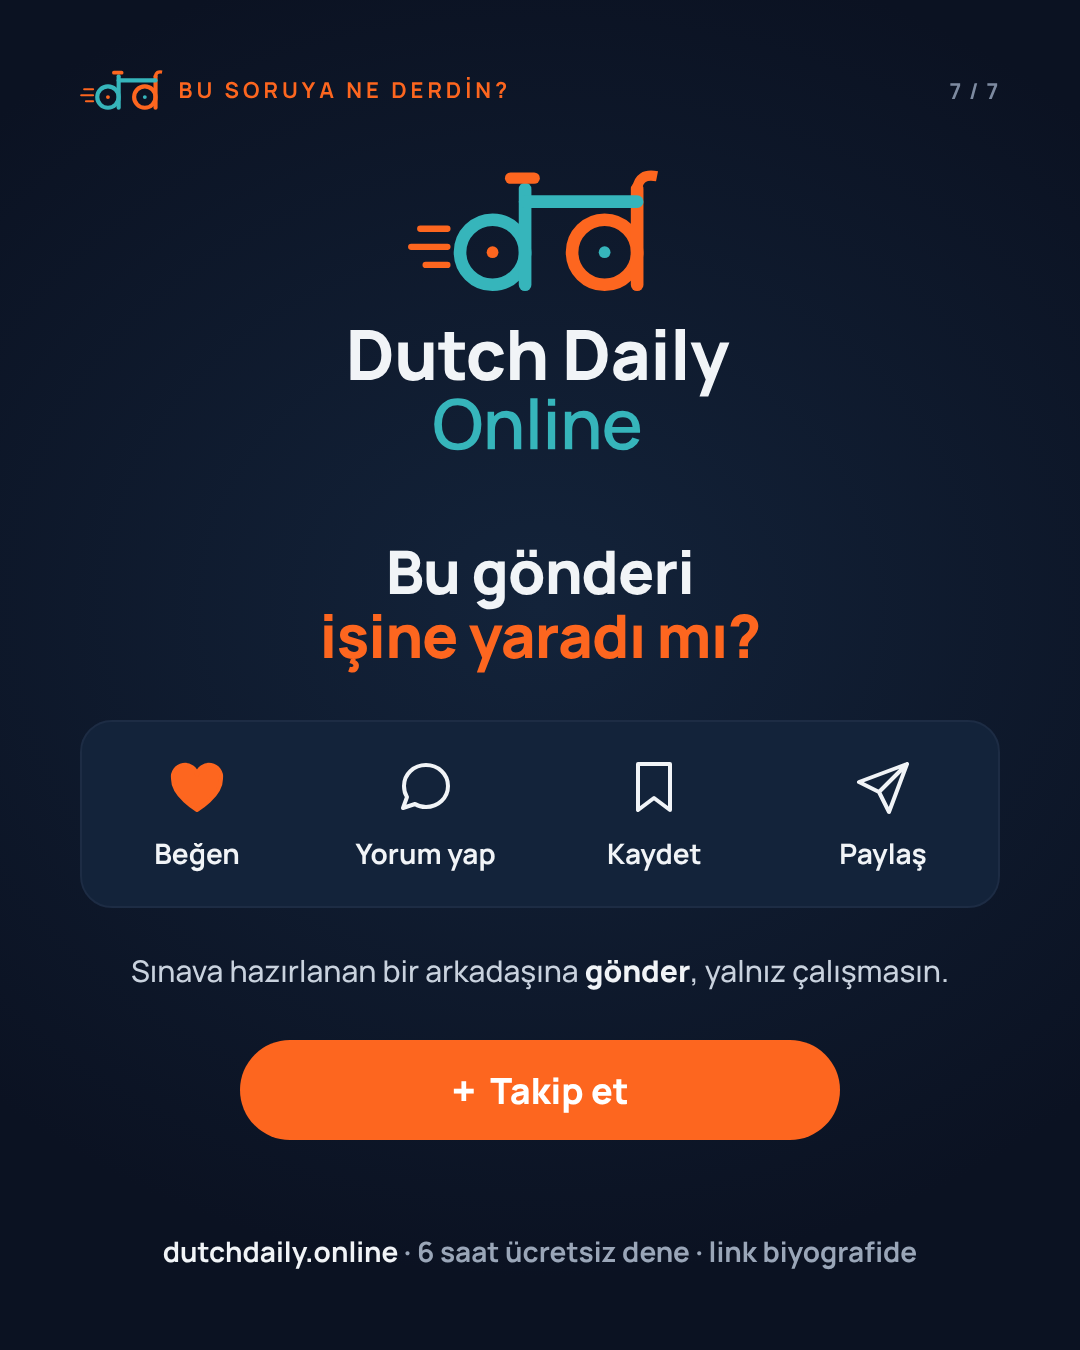 BU SORUYA NE DERDİN?
7 / 7
Dutch Daily
Online
Bu gönderi
işine yaradı mı?
Beğen
Yorum yap
Kaydet
Paylaş
Sınava hazırlanan bir arkadaşına gönder, yalnız çalışmasın.
+ Takip et
dutchdaily.online · 6 saat ücretsiz dene · link biyografide